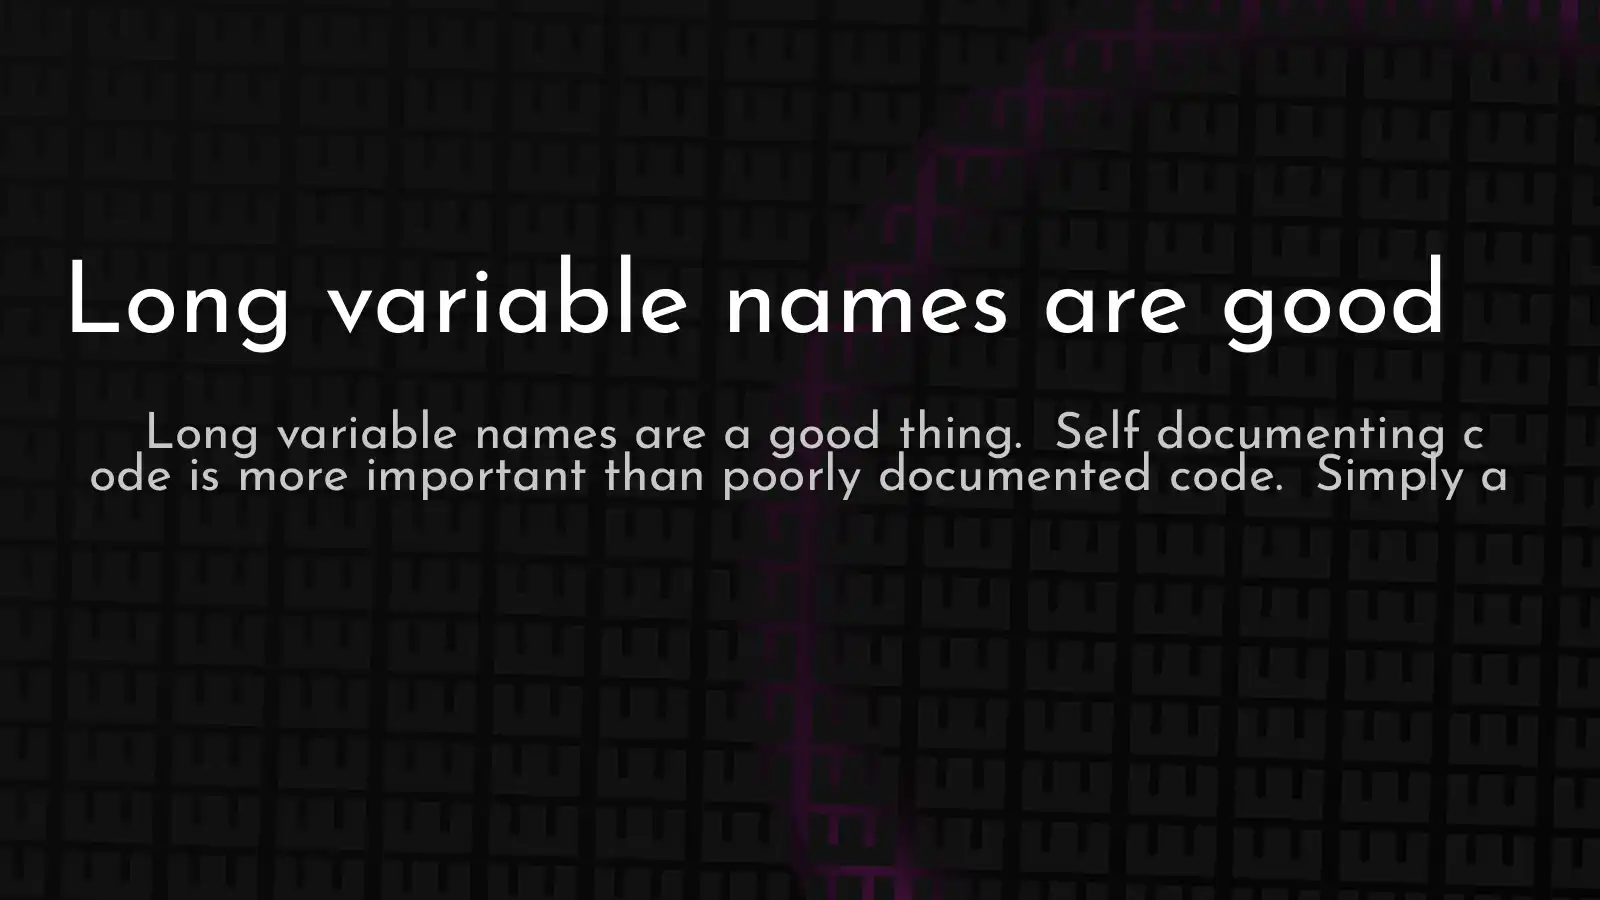 Long variable names are good
Long variable names are a good thing.  Self documenting c
ode is more important than poorly documented code.  Simply a